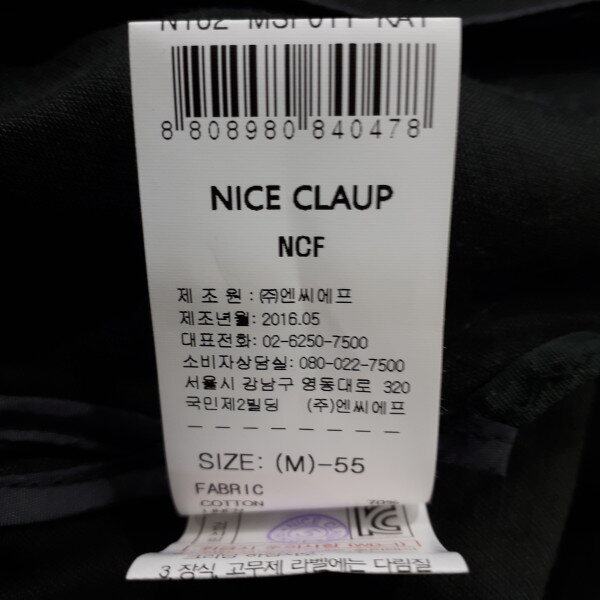 8 808980 840478
NICE CLAUP
NCF
제 조 원 : ㈜엔씨에프
제조년월: 2016.05
대표전화: 02-6250-7500
소비자상담실: 080-022-7500
서울시 강남구 영동대로 320
국민제2빌딩 (주)엔씨에프
SIZE: (M)-55
FABRIC
COTTON 70%
3. 장식, 고무제 라벨에는 다림질